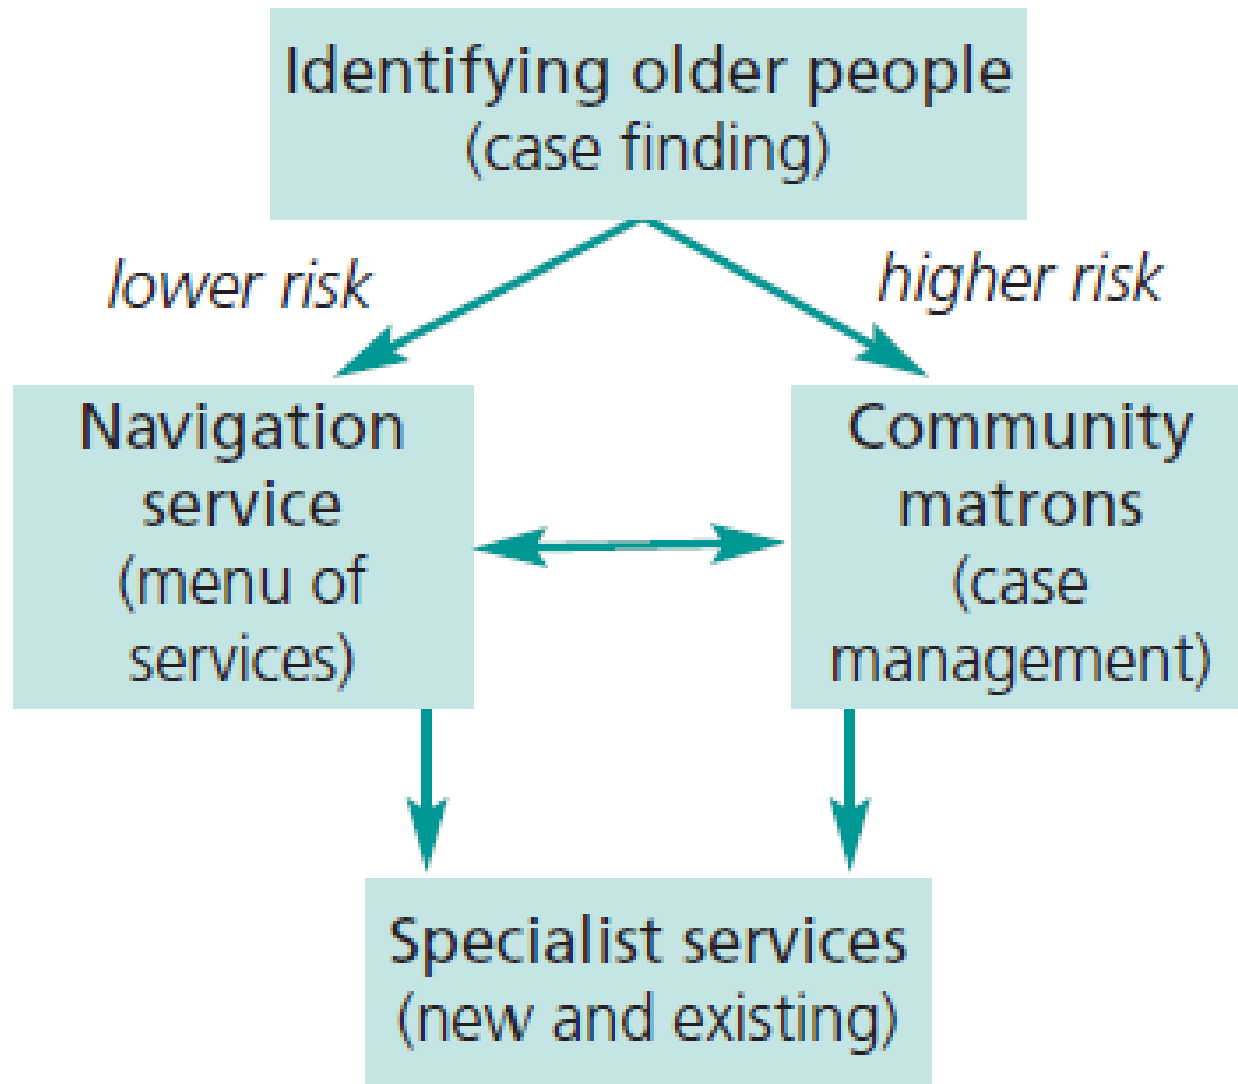 Identifying older people
(case finding)
lower risk
higher risk
Navigation
service
(menu of
services)
Community
matrons
(case
management)
Specialist services
(new and existing)